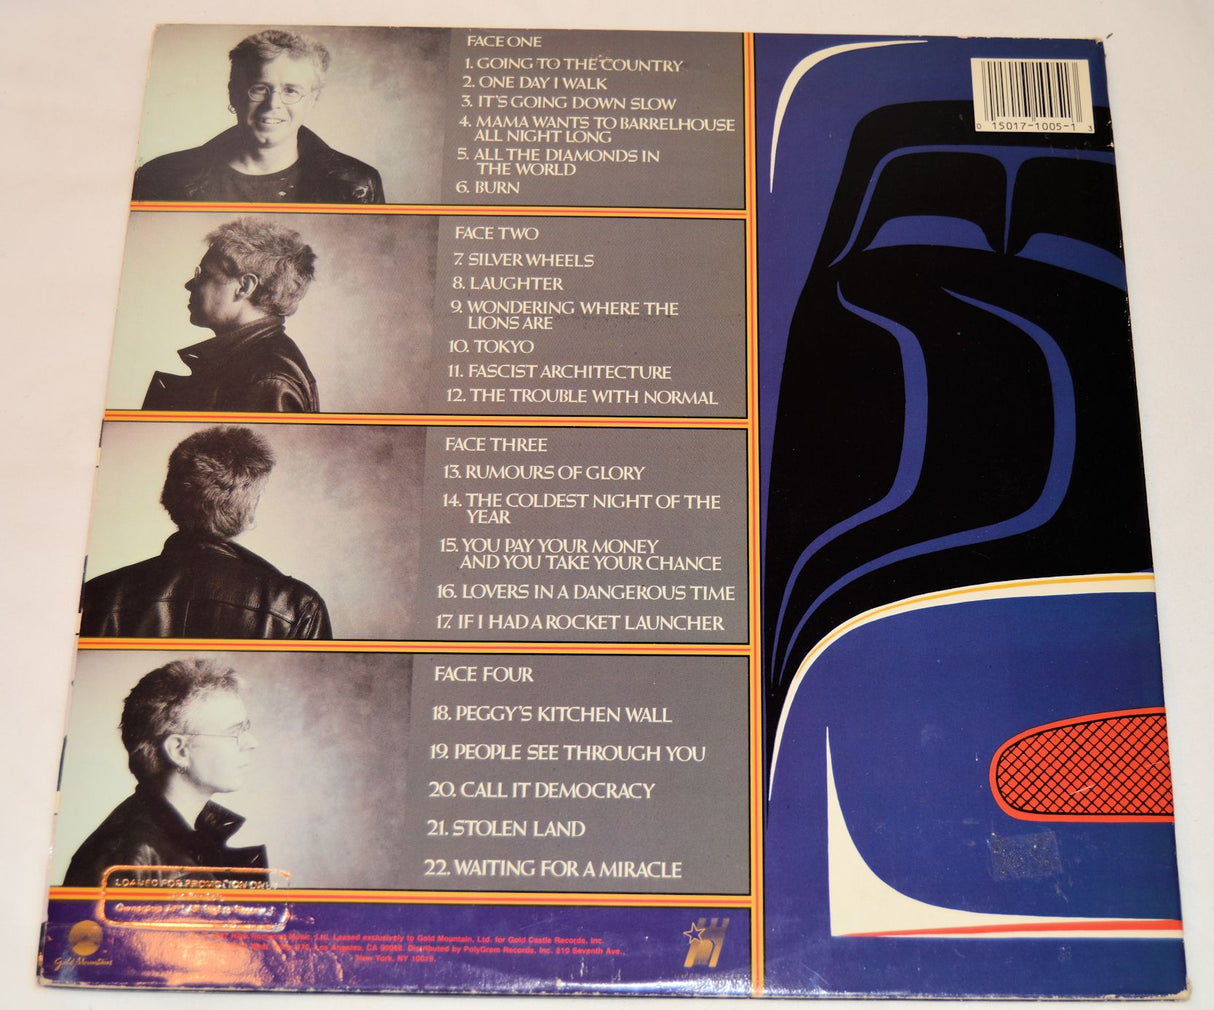 FACE ONE
1. GOING TO THE COUNTRY
2. ONE DAY I WALK
3. IT'S GOING DOWN SLOW
4. MAMA WANTS TO BARRELHOUSE
ALL NIGHT LONG
5. ALL THE DIAMONDS IN
THE WORLD
6. BURN
0 15017-1005-1 3
FACE TWO
7. SILVER WHEELS
8. LAUGHTER
9. WONDERING WHERE THE
LIONS ARE
10. TOKYO
11. FASCIST ARCHITECTURE
12. THE TROUBLE WITH NORMAL
FACE THREE
13. RUMOURS OF GLORY
14. THE COLDEST NIGHT OF THE
YEAR
15. YOU PAY YOUR MONEY
AND YOU TAKE YOUR CHANCE
16. LOVERS IN A DANGEROUS TIME
17. IF I HAD A ROCKET LAUNCHER
FACE FOUR
18. PEGGY'S KITCHEN WALL
19. PEOPLE SEE THROUGH YOU
20. CALL IT DEMOCRACY
21. STOLEN LAND
22. WAITING FOR A MIRACLE
LOANED FOR PROMOTION ONLY
Music, Ltd. Leased exclusively to Gold Mountain, Ltd. for Gold Castle Records, Inc.
Los Angeles, CA 90068. Distributed by PolyGram Records, Inc. 810 Seventh Ave.,
New York, NY 10019.
Gold Mountain